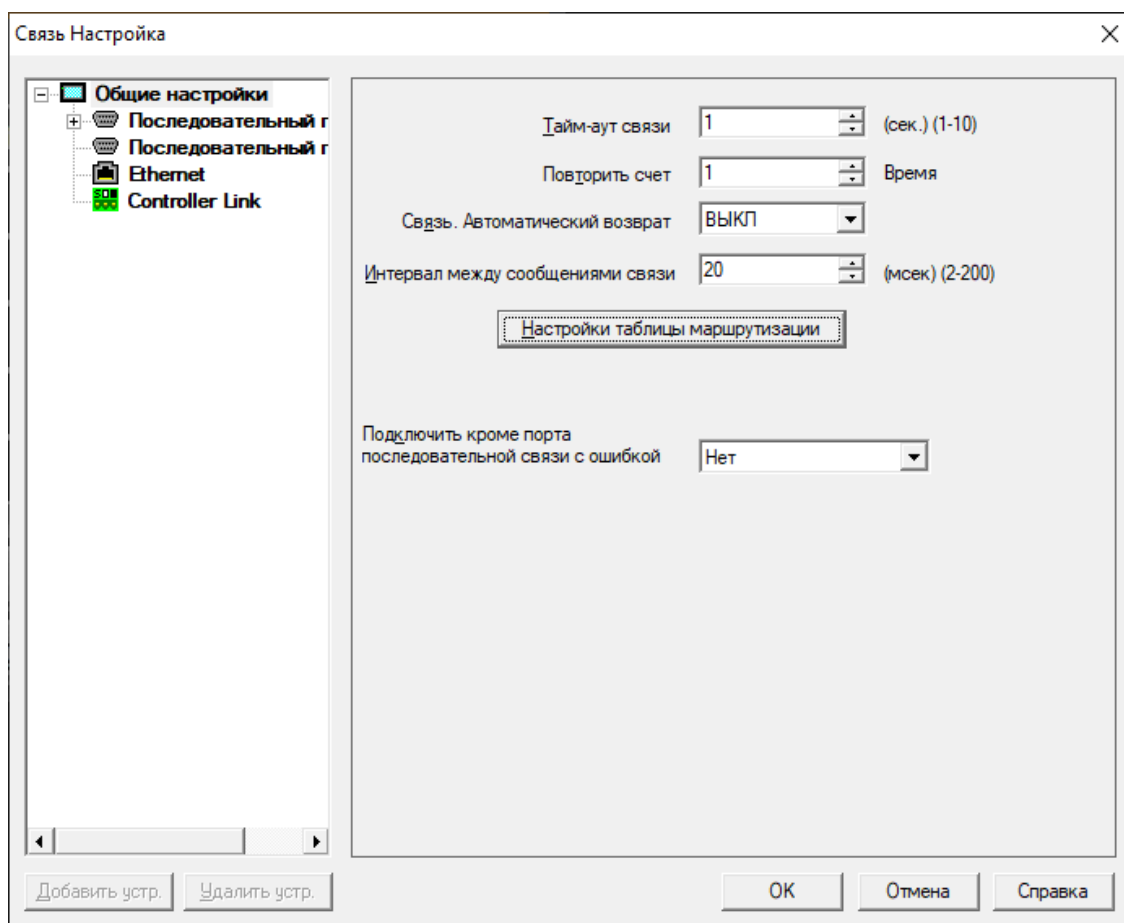 Связь Настройка
Общие настройки
Последовательный г
Последовательный г
Ethernet
Controller Link
Тайм-аут связи 1 (сек.) (1-10)
Повторить счет 1 Время
Связь. Автоматический возврат ВЫКЛ
Интервал между сообщениями связи 20 (мсек) (2-200)
Настройки таблицы маршрутизации
Подключить кроме порта
последовательной связи с ошибкой Нет
Добавить устр. Удалить устр. OK Отмена Справка